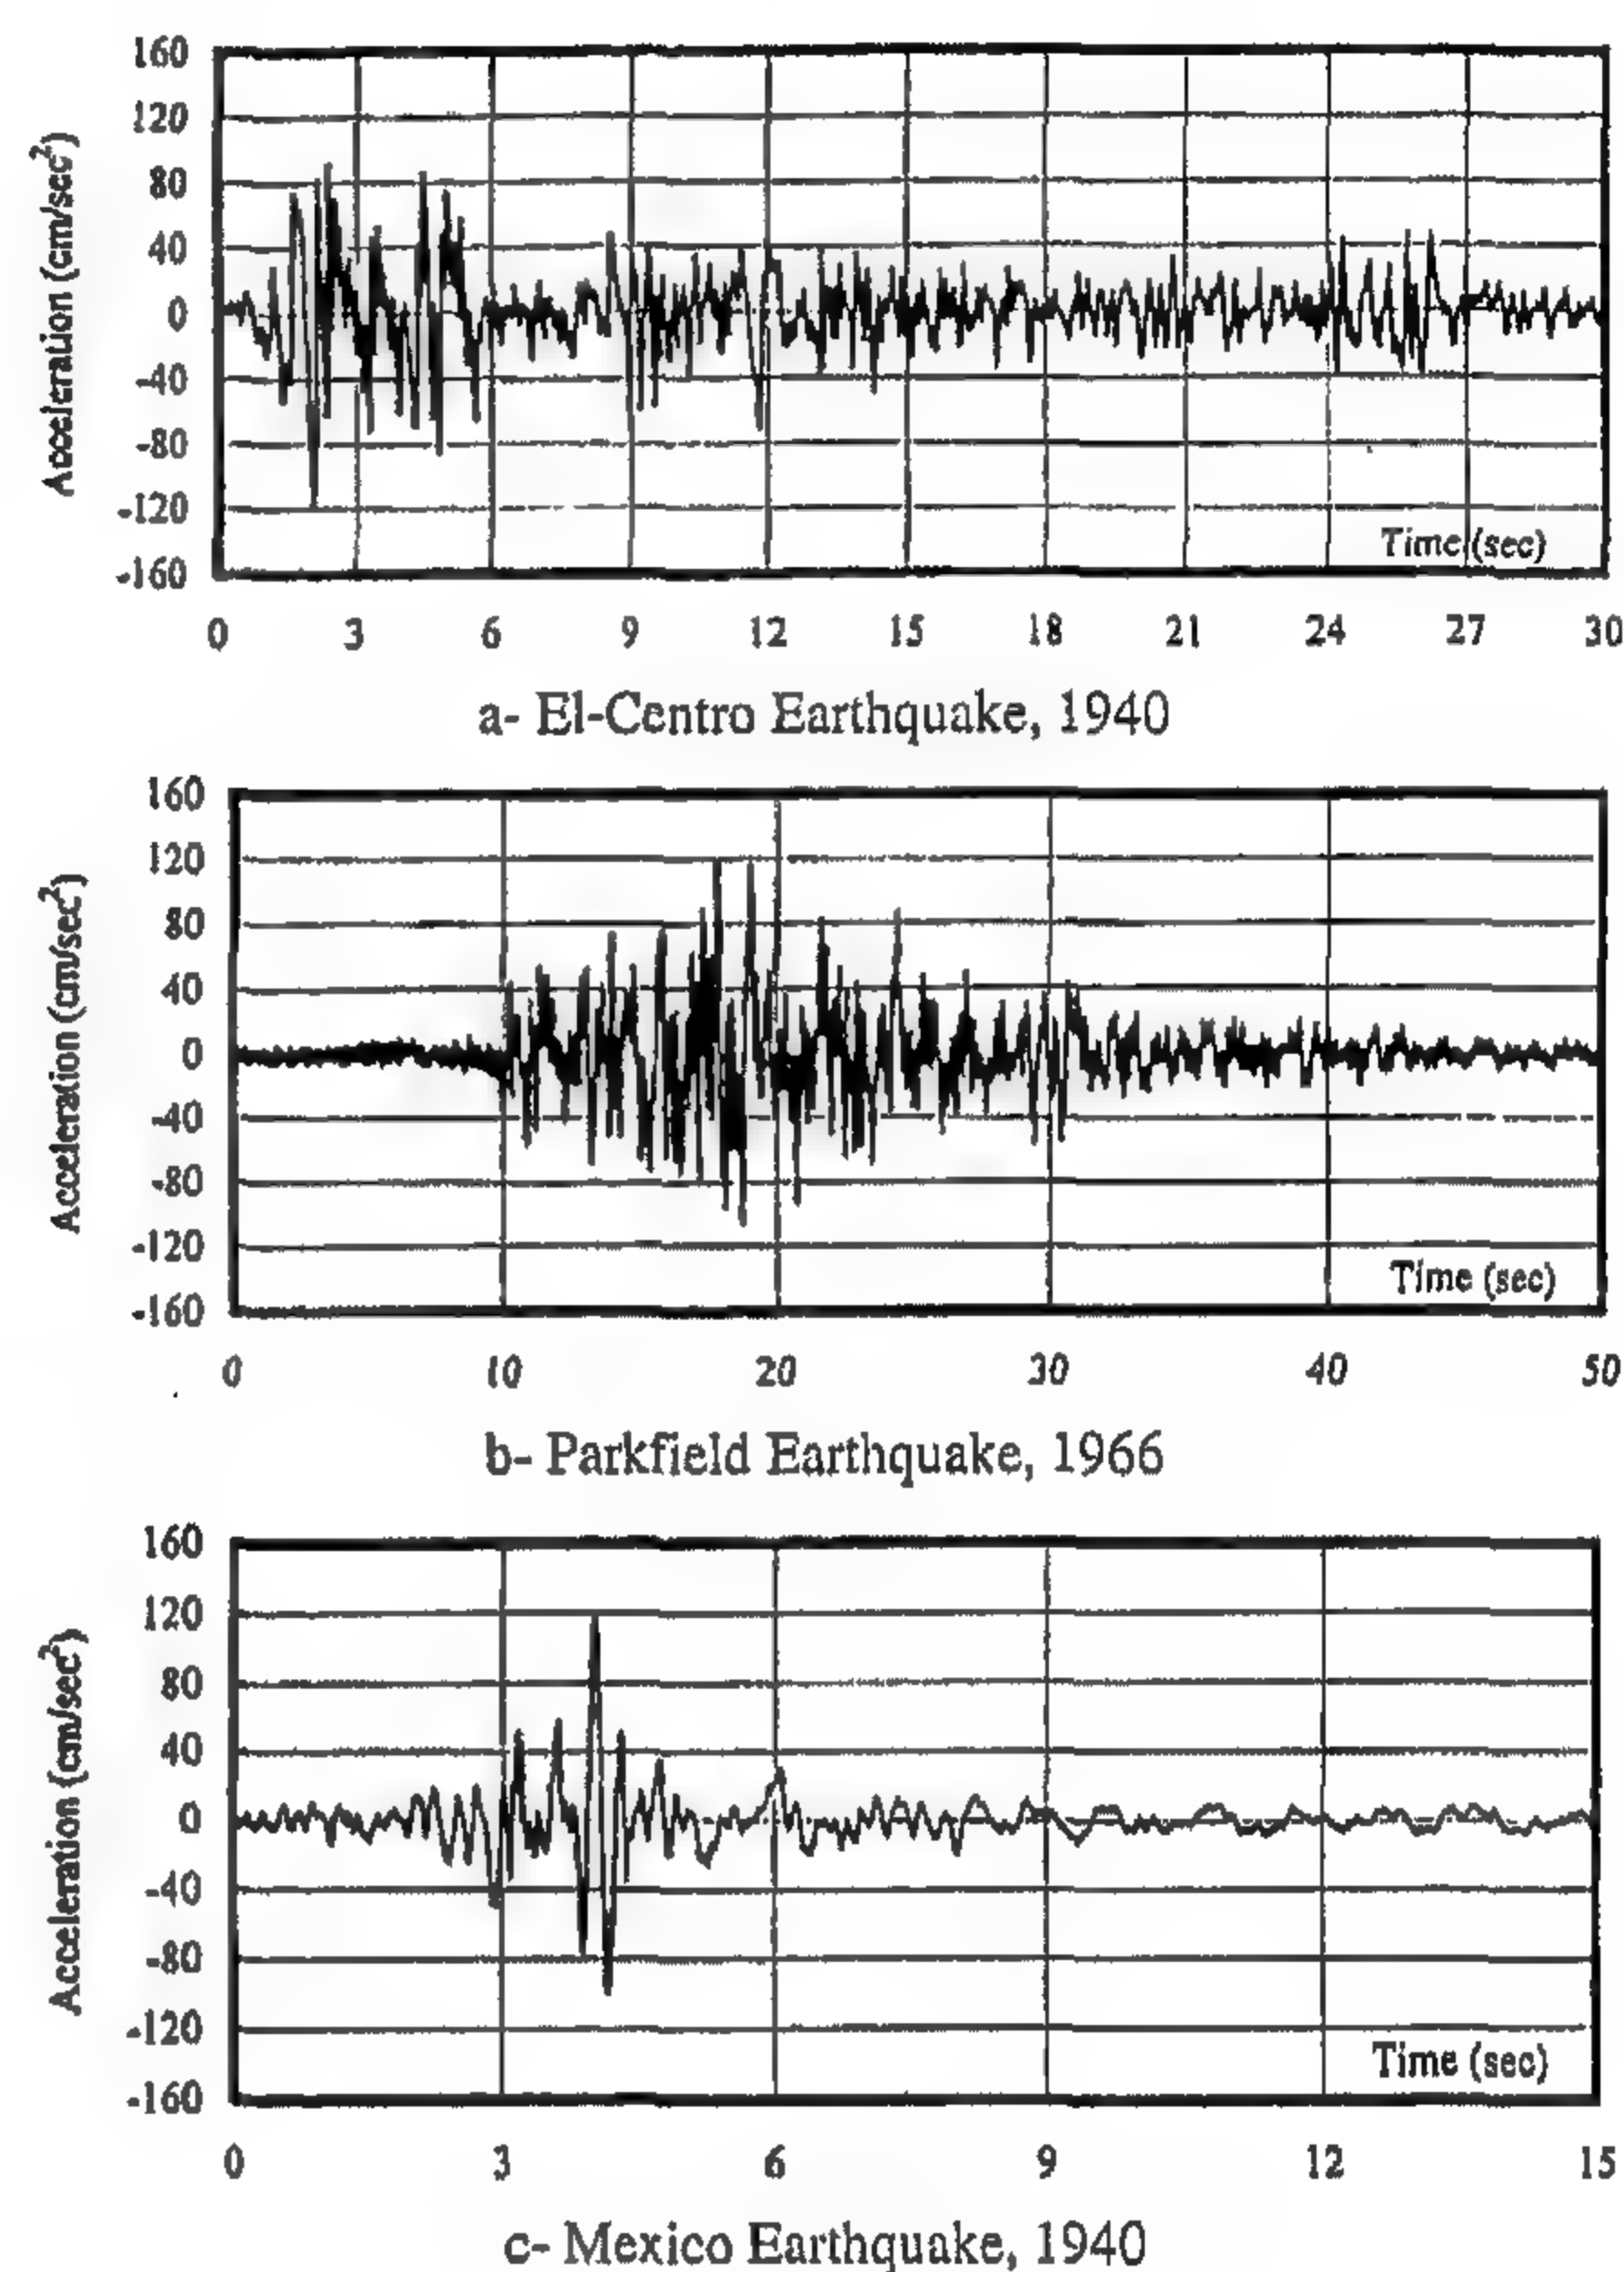 160
120
80
40
0
-40
-80
-120
-160
Acceleration (cm/sec²)
Time (sec)
0 3 6 9 12 15 18 21 24 27 30
a- El-Centro Earthquake, 1940
160
120
80
40
0
-40
-80
-120
-160
Acceleration (cm/sec²)
Time (sec)
0 10 20 30 40 50
b- Parkfield Earthquake, 1966
160
120
80
40
0
-40
-80
-120
-160
Acceleration (cm/sec²)
Time (sec)
0 3 6 9 12 15
c- Mexico Earthquake, 1940